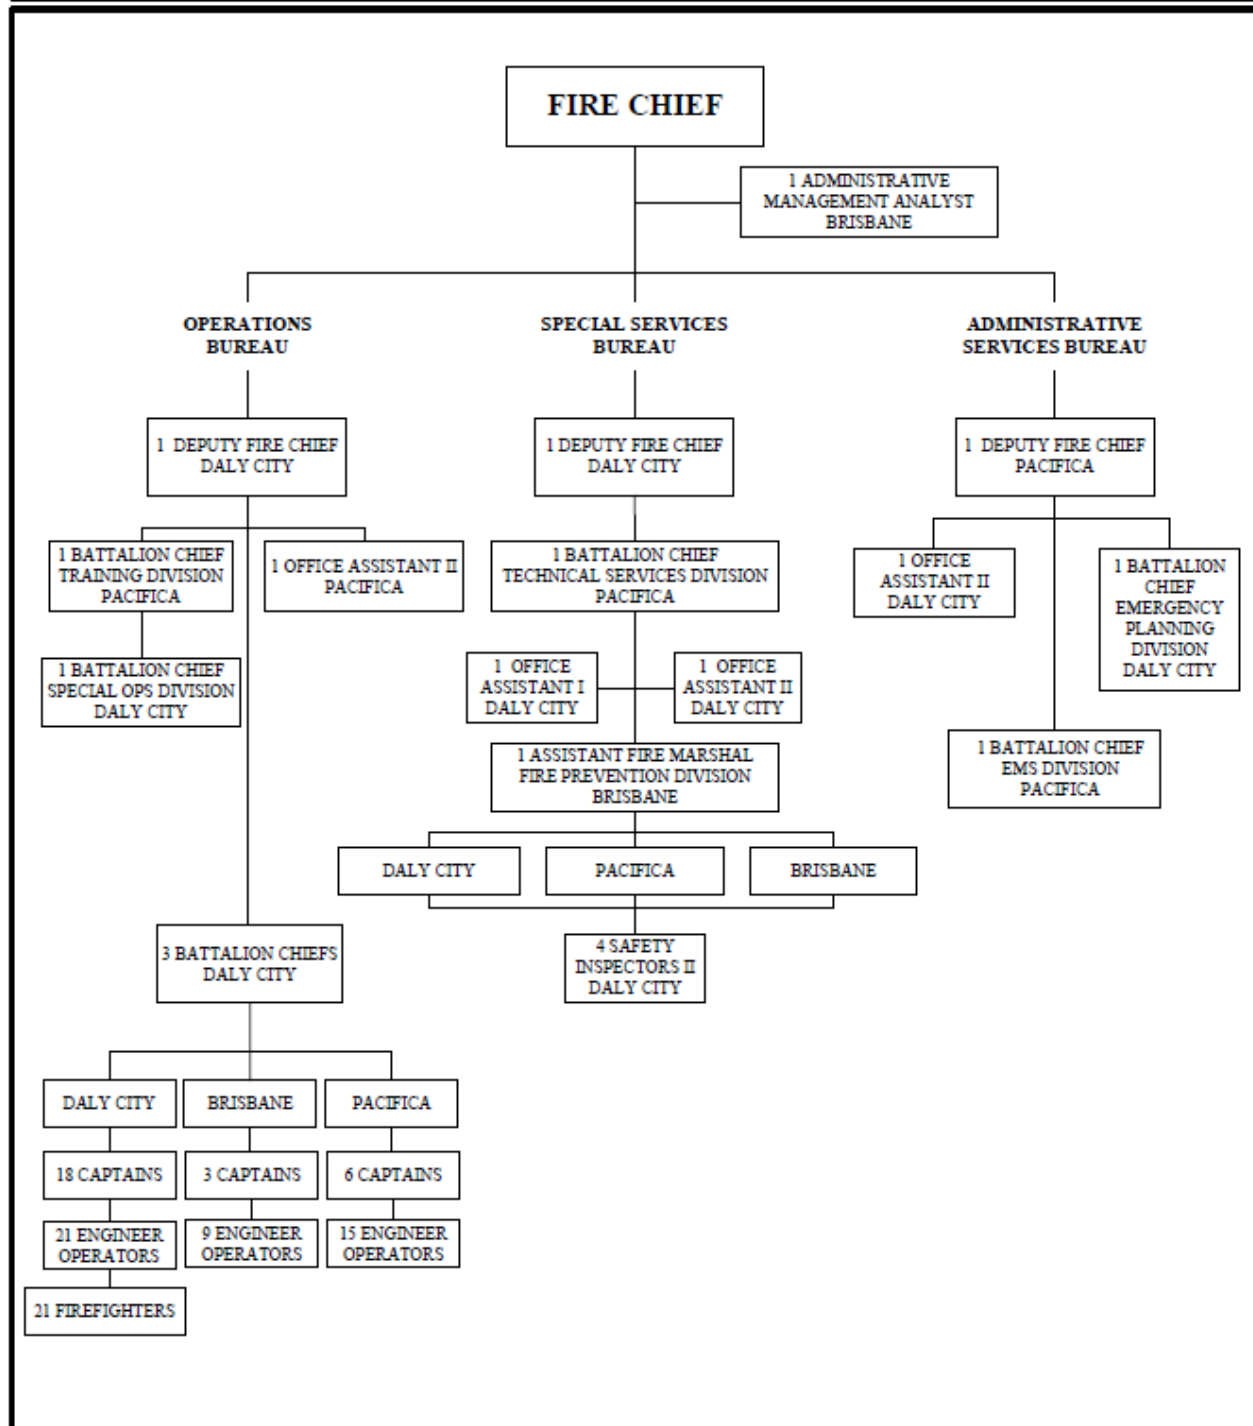 FIRE CHIEF
1 ADMINISTRATIVE
MANAGEMENT ANALYST
BRISBANE
OPERATIONS
BUREAU
SPECIAL SERVICES
BUREAU
ADMINISTRATIVE
SERVICES BUREAU
1 DEPUTY FIRE CHIEF
DALY CITY
1 DEPUTY FIRE CHIEF
DALY CITY
1 DEPUTY FIRE CHIEF
PACIFICA
1 BATTALION CHIEF
TRAINING DIVISION
PACIFICA
1 OFFICE ASSISTANT II
PACIFICA
1 BATTALION CHIEF
TECHNICAL SERVICES DIVISION
PACIFICA
1 OFFICE
ASSISTANT II
DALY CITY
1 BATTALION
CHIEF
EMERGENCY
PLANNING
DIVISION
DALY CITY
1 BATTALION CHIEF
SPECIAL OPS DIVISION
DALY CITY
1 OFFICE
ASSISTANT I
DALY CITY
1 OFFICE
ASSISTANT II
DALY CITY
1 ASSISTANT FIRE MARSHAL
FIRE PREVENTION DIVISION
BRISBANE
1 BATTALION CHIEF
EMS DIVISION
PACIFICA
DALY CITY
PACIFICA
BRISBANE
4 SAFETY
INSPECTORS II
DALY CITY
3 BATTALION CHIEFS
DALY CITY
DALY CITY
BRISBANE
PACIFICA
18 CAPTAINS
3 CAPTAINS
6 CAPTAINS
21 ENGINEER
OPERATORS
9 ENGINEER
OPERATORS
15 ENGINEER
OPERATORS
21 FIREFIGHTERS